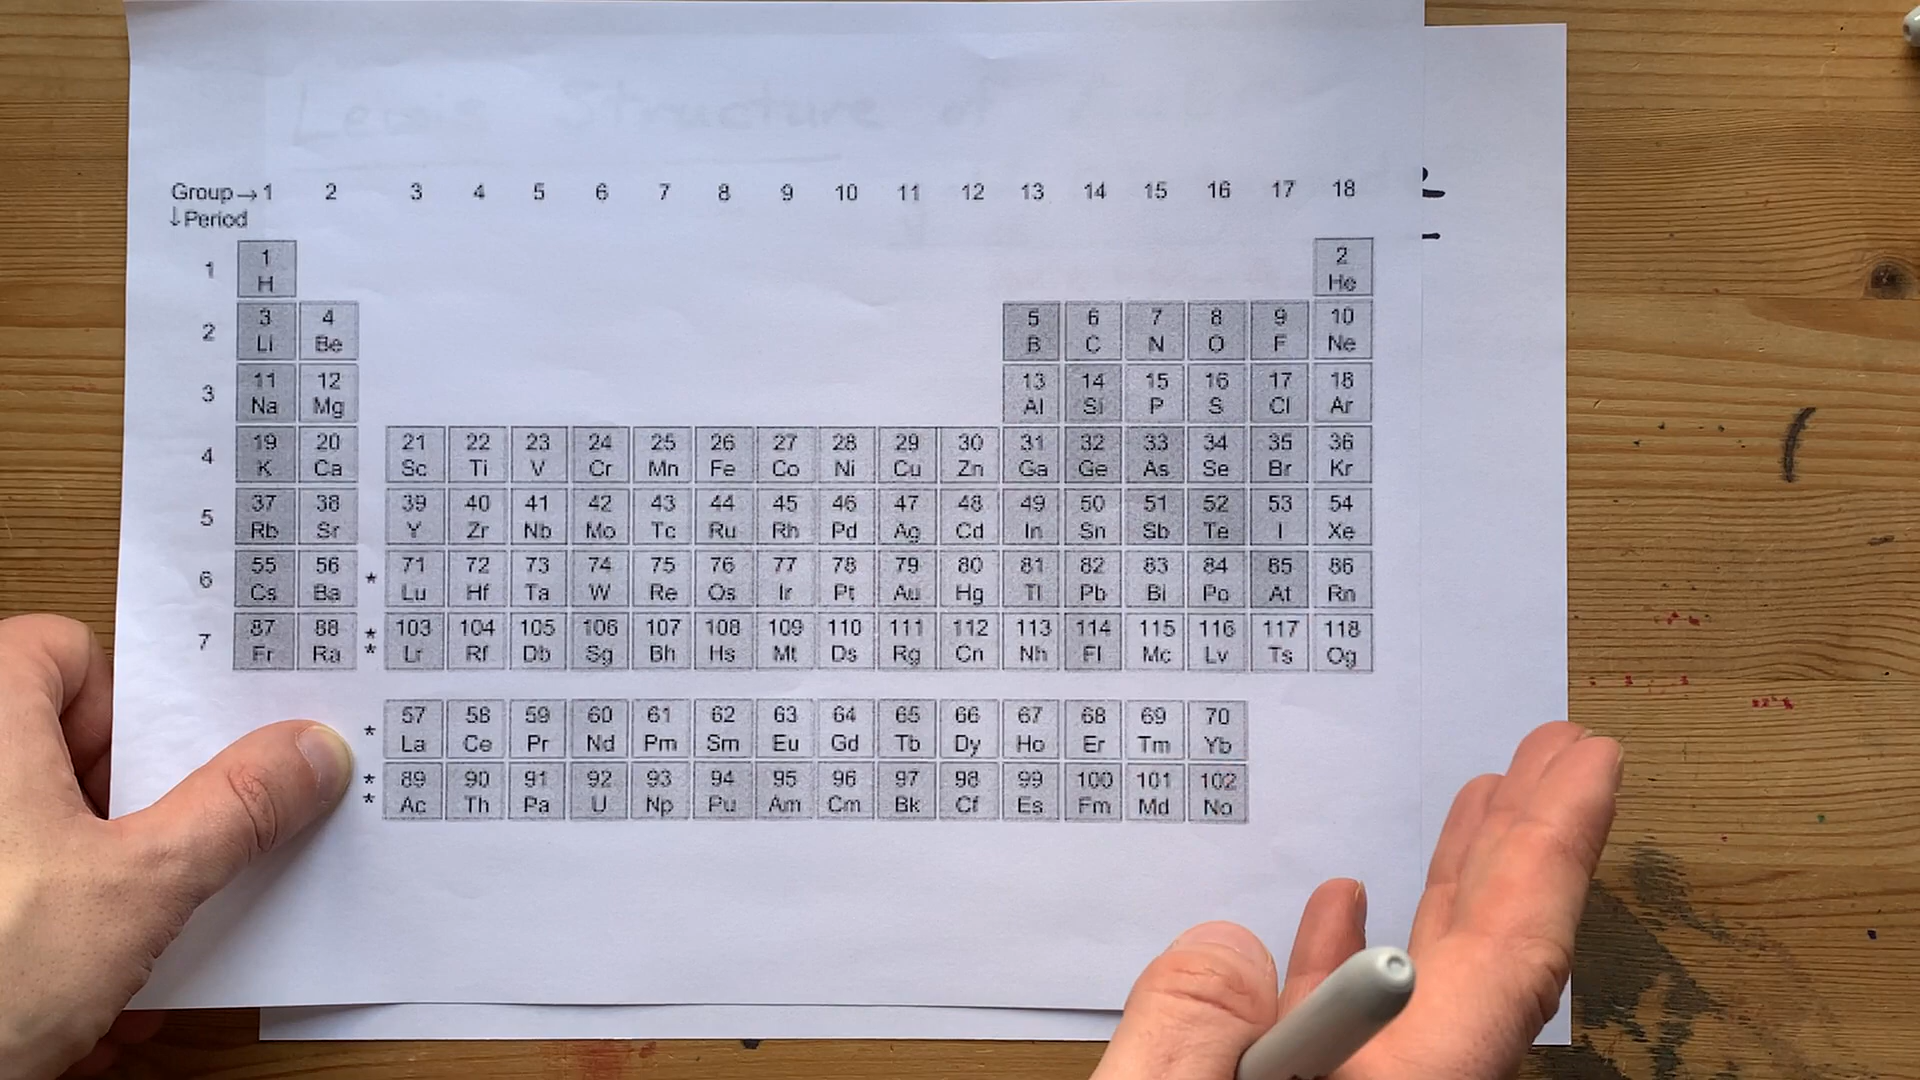 Lewis Structure of
Group→ 1 2 3 4 5 6 7 8 9 10 11 12 13 14 15 16 17 18
↓Period
1 2
1 H He
3 4 5 6 7 8 9 10
2 Li Be B C N O F Ne
11 12 13 14 15 16 17 18
3 Na Mg Al Si P S Cl Ar
19 20 21 22 23 24 25 26 27 28 29 30 31 32 33 34 35 36
4 K Ca Sc Ti V Cr Mn Fe Co Ni Cu Zn Ga Ge As Se Br Kr
37 38 39 40 41 42 43 44 45 46 47 48 49 50 51 52 53 54
5 Rb Sr Y Zr Nb Mo Tc Ru Rh Pd Ag Cd In Sn Sb Te I Xe
55 56 71 72 73 74 75 76 77 78 79 80 81 82 83 84 85 86
6 Cs Ba * Lu Hf Ta W Re Os Ir Pt Au Hg Tl Pb Bi Po At Rn
87 88 * 103 104 105 106 107 108 109 110 111 112 113 114 115 116 117 118
7 Fr Ra * Lr Rf Db Sg Bh Hs Mt Ds Rg Cn Nh Fl Mc Lv Ts Og
57 58 59 60 61 62 63 64 65 66 67 68 69 70
* La Ce Pr Nd Pm Sm Eu Gd Tb Dy Ho Er Tm Yb
* 89 90 91 92 93 94 95 96 97 98 99 100 101 102
* Ac Th Pa U Np Pu Am Cm Bk Cf Es Fm Md No